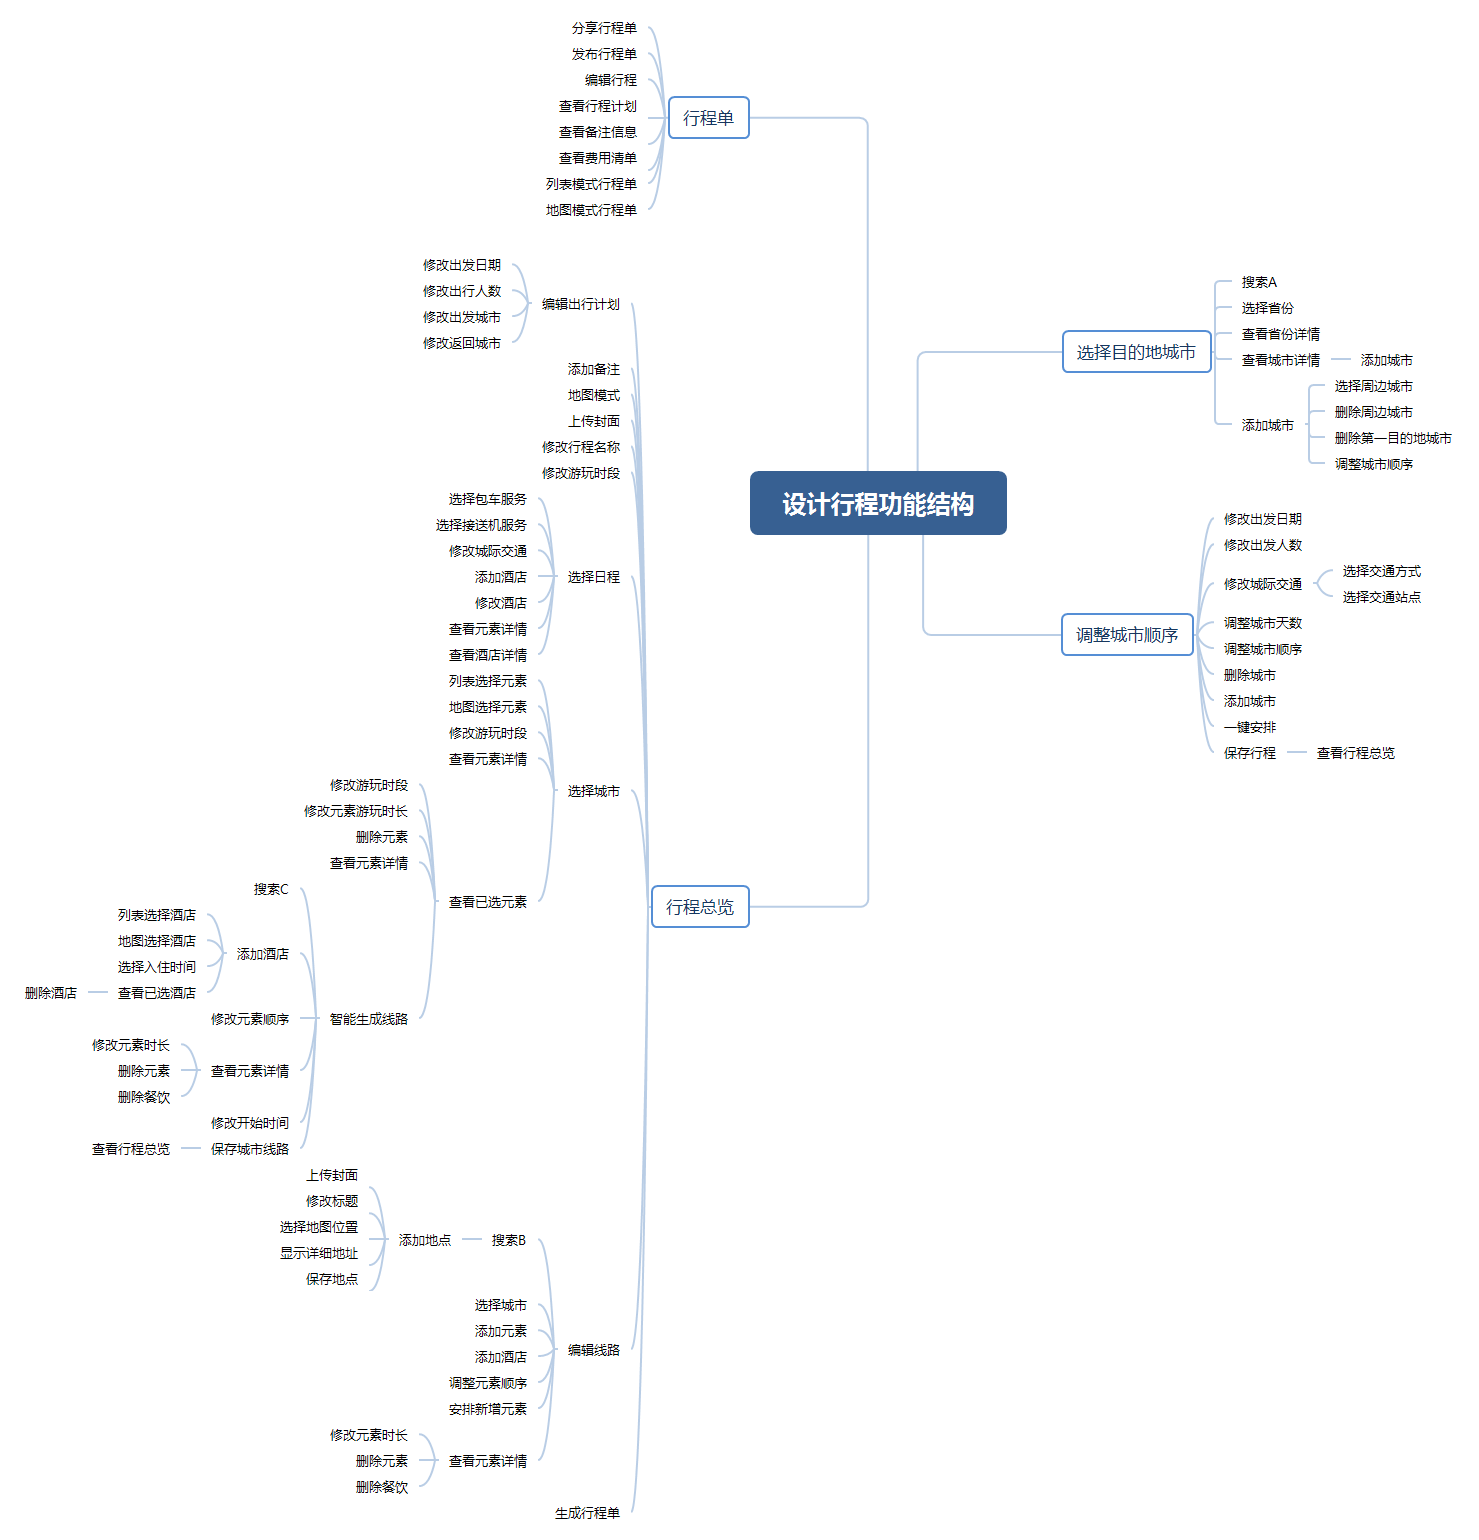 设计行程功能结构
选择目的地城市
搜索A
选择省份
查看省份详情
查看城市详情
添加城市
添加城市
选择周边城市
删除周边城市
删除第一目的地城市
调整城市顺序
调整城市顺序
修改出发日期
修改出发人数
修改城际交通
选择交通方式
选择交通站点
调整城市天数
调整城市顺序
删除城市
添加城市
一键安排
保存行程
查看行程总览
行程单
分享行程单
发布行程单
编辑行程
查看行程计划
查看备注信息
查看费用清单
列表模式行程单
地图模式行程单
行程总览
编辑出行计划
修改出发日期
修改出行人数
修改出发城市
修改返回城市
添加备注
地图模式
上传封面
修改行程名称
修改游玩时段
选择日程
选择包车服务
选择接送机服务
修改城际交通
添加酒店
修改酒店
查看元素详情
查看酒店详情
选择城市
列表选择元素
地图选择元素
修改游玩时段
查看元素详情
查看已选元素
修改游玩时段
修改元素游玩时长
删除元素
查看元素详情
智能生成线路
搜索C
添加酒店
列表选择酒店
地图选择酒店
选择入住时间
查看已选酒店
删除酒店
修改元素顺序
查看元素详情
修改元素时长
删除元素
删除餐饮
修改开始时间
保存城市线路
查看行程总览
编辑线路
搜索B
添加地点
上传封面
修改标题
选择地图位置
显示详细地址
保存地点
选择城市
添加元素
添加酒店
调整元素顺序
安排新增元素
查看元素详情
修改元素时长
删除元素
删除餐饮
生成行程单